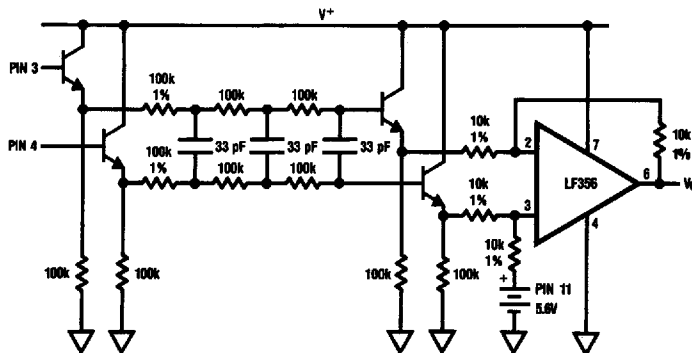 V+
PIN 3
100k
1%
100k
100k
33 pF
33 pF
33 pF
PIN 4
100k
1%
100k
100k
10k
1%
2
7
10k
1%
LF356
6
10k
1%
3
4
10k
1%
100k
100k
100k
100k
+
PIN 11
5.6V